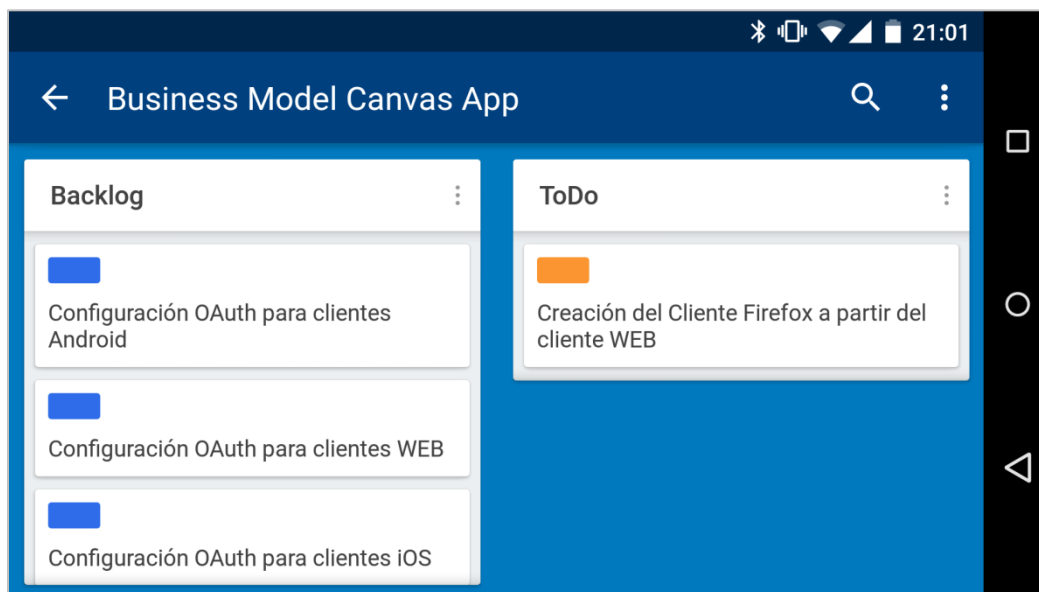 21:01
Business Model Canvas App
Backlog
Configuración OAuth para clientes
Android
Configuración OAuth para clientes WEB
Configuración OAuth para clientes iOS
ToDo
Creación del Cliente Firefox a partir del
cliente WEB